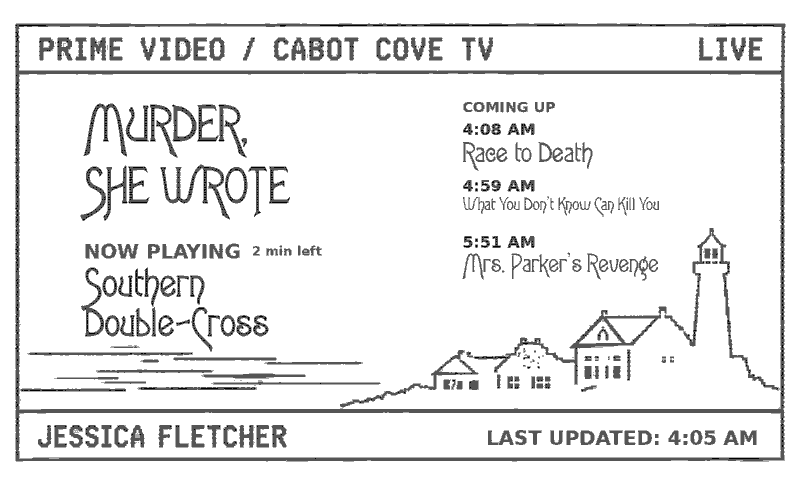 PRIME VIDEO / CABOT COVE TV
LIVE
MURDER,
SHE WROTE
NOW PLAYING 2 min left
Southern
Double-Cross
COMING UP
4:08 AM
Race to Death
4:59 AM
What You Don't Know Can Kill You
5:51 AM
Mrs. Parker's Revenge
JESSICA FLETCHER
LAST UPDATED: 4:05 AM